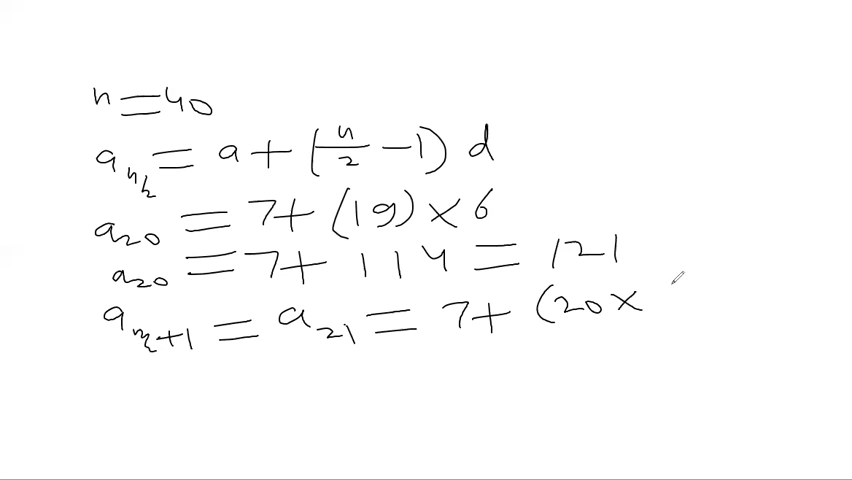 n = 40
a_{n/2} = a + (n/2 - 1) d
a_{20} = 7 + (19) × 6
a_{20} = 7 + 114 = 121
a_{n/2+1} = a_{21} = 7 + (20 ×